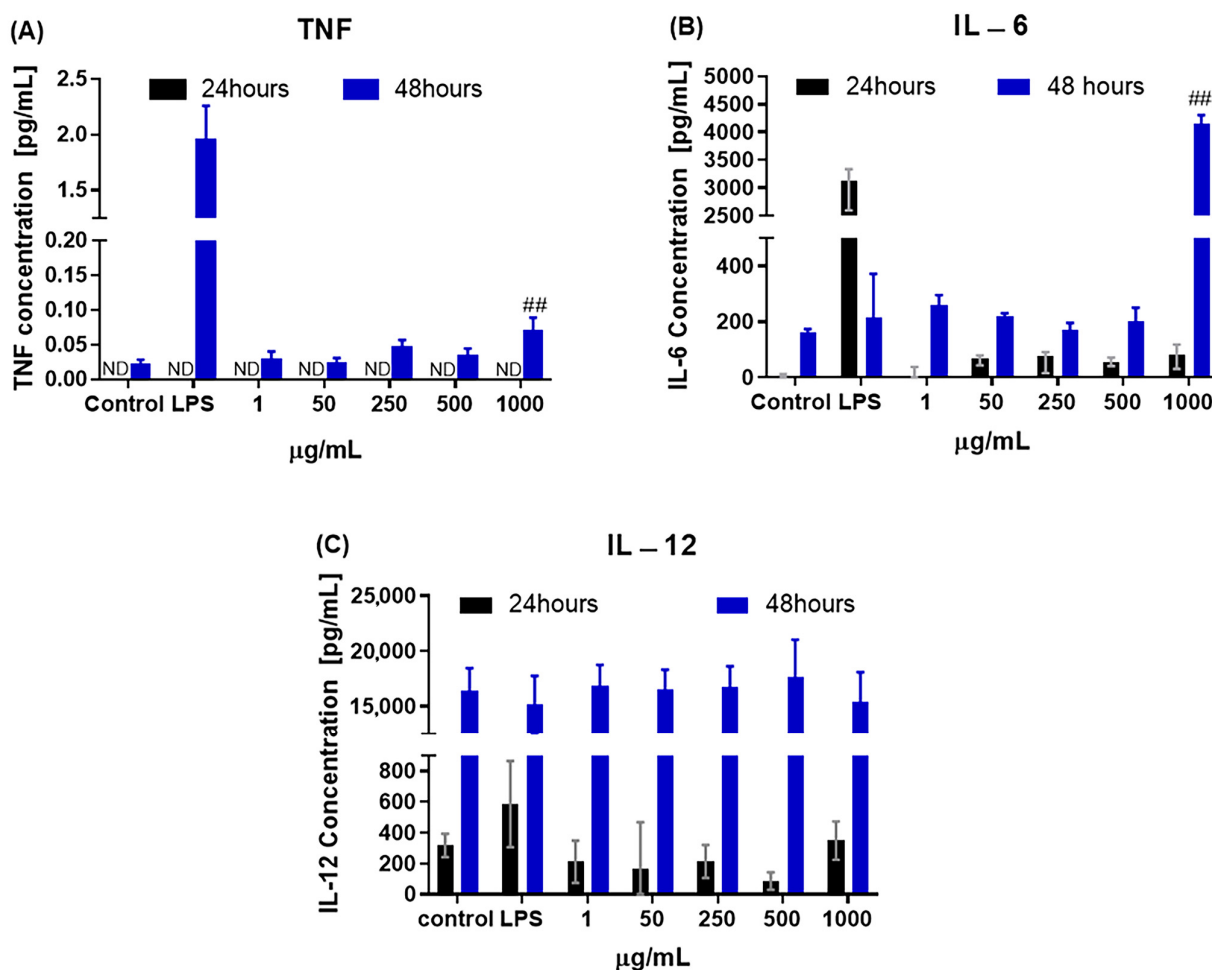 (A)
TNF
24hours
48hours
TNF concentration [pg/mL]
2.5
2.0
1.5
0.20
0.15
0.10
0.05
0.00
ND
ND
ND
ND
ND
ND
ND
##
Control LPS 1 50 250 500 1000
μg/mL
(B)
IL – 6
24hours
48 hours
IL-6 Concentration [pg/mL]
5000
4500
4000
3500
3000
2500
400
200
0
##
Control LPS 1 50 250 500 1000
μg/mL
(C)
IL – 12
24hours
48hours
IL-12 Concentration [pg/mL]
25,000
20,000
15,000
800
600
400
200
0
control LPS 1 50 250 500 1000
μg/mL